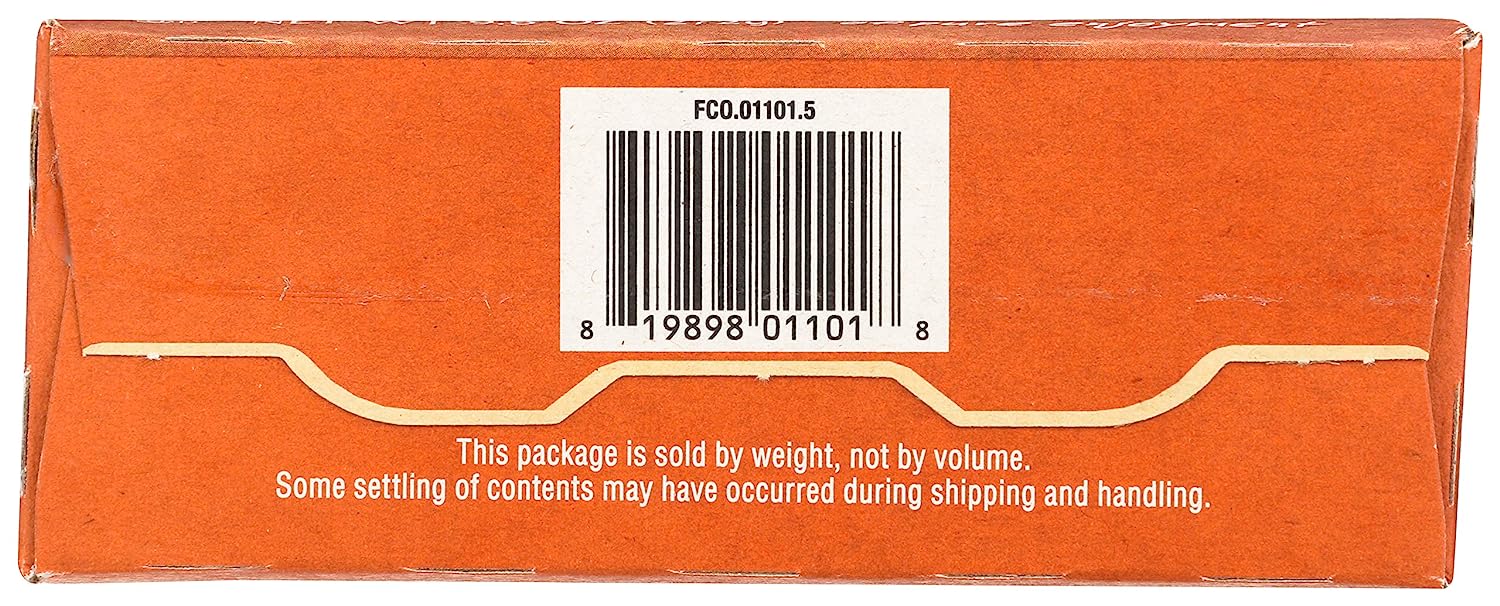 enjoyment
FCO.01101.5
8 19898 01101 8
This package is sold by weight, not by volume.
Some settling of contents may have occurred during shipping and handling.